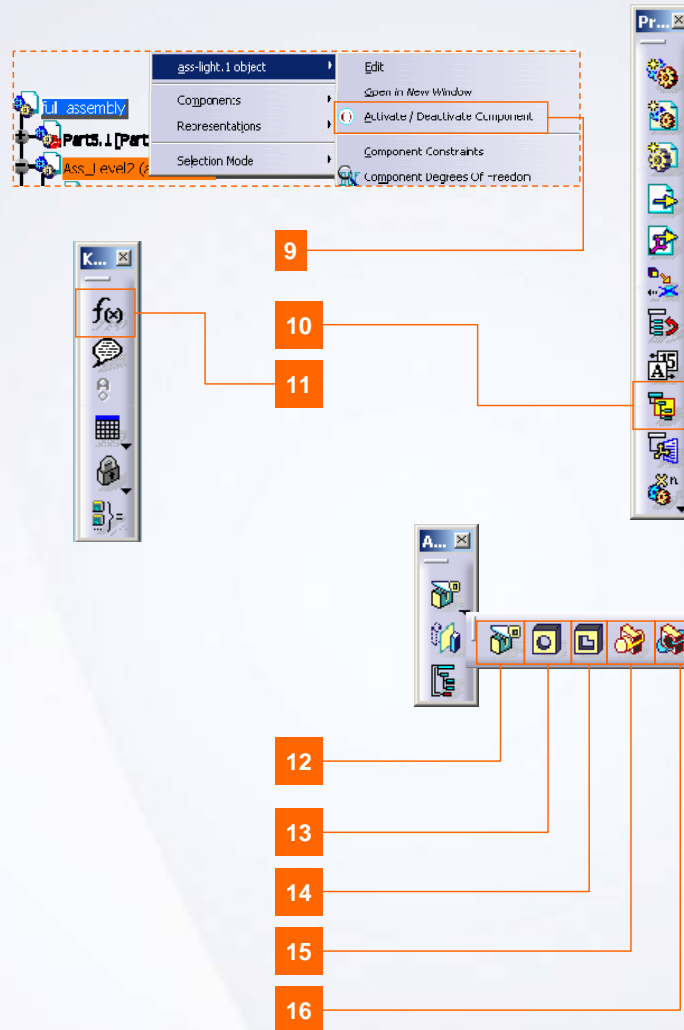 Pr...
ass-light.1 object
Edit
Open in New Window
Components
Activate / Deactivate Component
full_assembly
Representations
Part5.1 [Part
Component Constraints
Ass_Level2 (a
Selection Mode
Component Degrees Of Freedom
K...
9
f(x)
10
15
A
11
n
A...
12
13
14
15
16